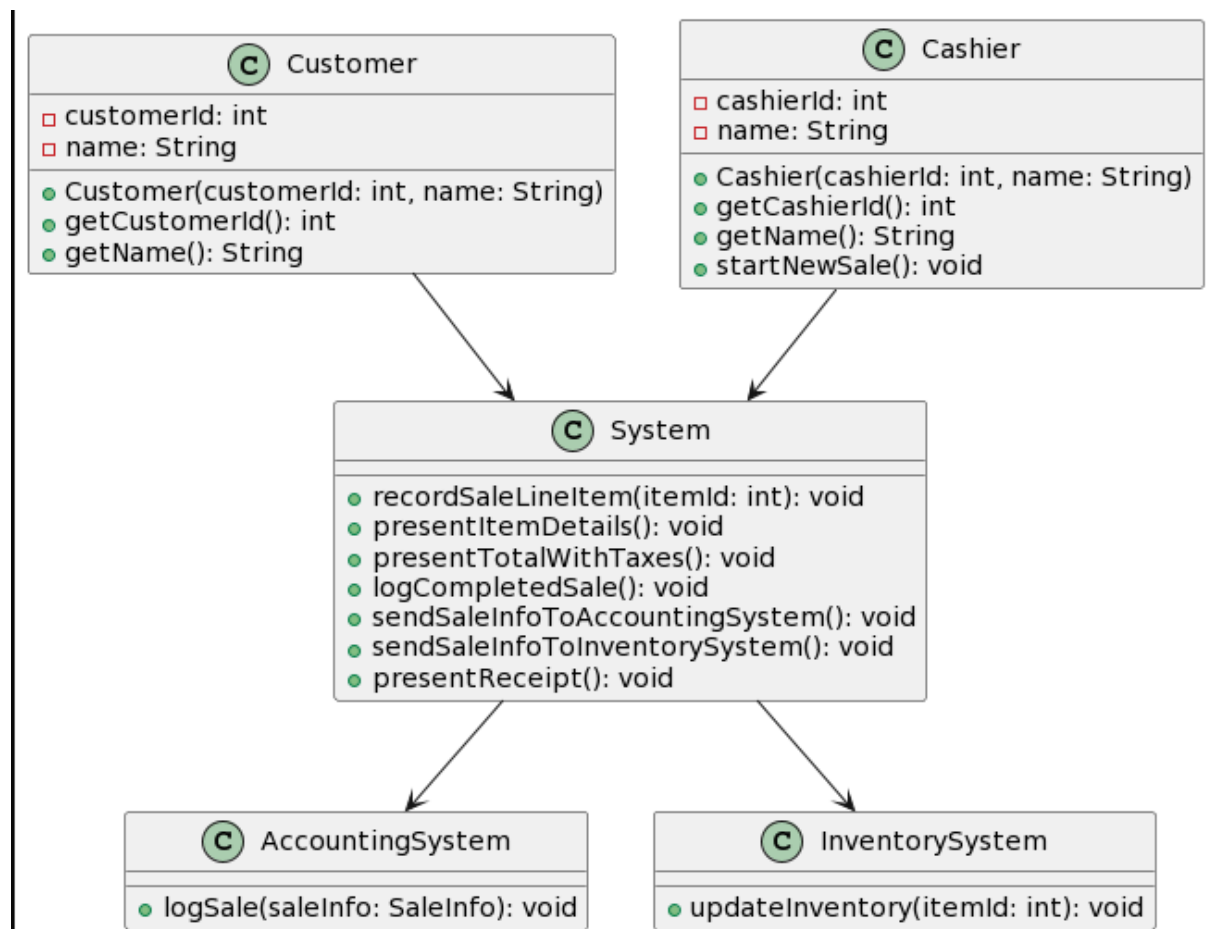 C Customer
customerId: int
name: String
Customer(customerId: int, name: String)
getCustomerId(): int
getName(): String
C Cashier
cashierId: int
name: String
Cashier(cashierId: int, name: String)
getCashierId(): int
getName(): String
startNewSale(): void
C System
recordSaleLineItem(itemId: int): void
presentItemDetails(): void
presentTotalWithTaxes(): void
logCompletedSale(): void
sendSaleInfoToAccountingSystem(): void
sendSaleInfoToInventorySystem(): void
presentReceipt(): void
C AccountingSystem
logSale(saleInfo: SaleInfo): void
C InventorySystem
updateInventory(itemId: int): void